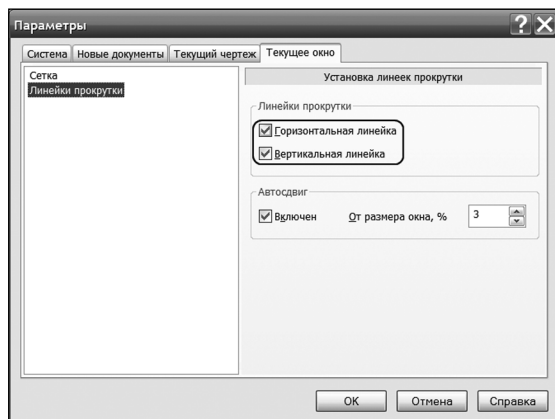 Параметры
Система Новые документы Текущий чертеж Текущее окно
Сетка
Линейки прокрутки
Установка линеек прокрутки
Линейки прокрутки
Горизонтальная линейка
Вертикальная линейка
Автосдвиг
Включен От размера окна, % 3
OK Отмена Справка